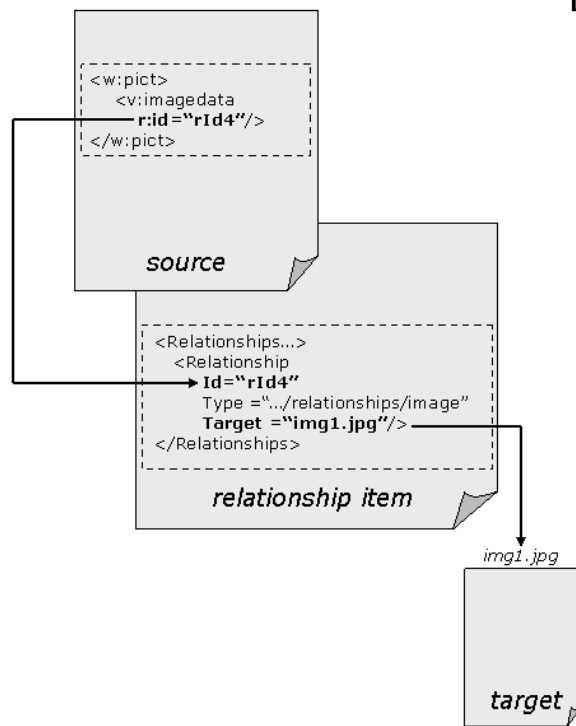 <w:pict>
<v:imagedata
r:id="rId4"/>
</w:pict>
source
<Relationships...>
<Relationship
Id="rId4"
Type ="…/relationships/image"
Target ="img1.jpg"/>
</Relationships>
relationship item
img1.jpg
target